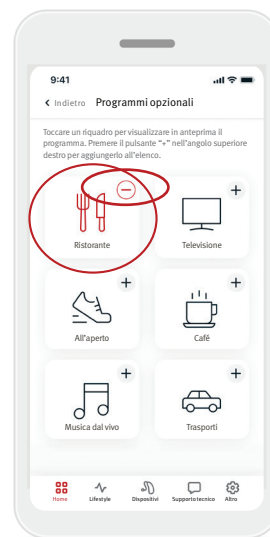 9:41
Indietro Programmi opzionali
Toccare un riquadro per visualizzare in anteprima il
programma. Premere il pulsante "+" nell'angolo superiore
destro per aggiungerlo all'elenco.
Ristorante Televisione
All'aperto Café
Musica dal vivo Trasporti
Home Lifestyle Dispositivi Supporto tecnico Altro